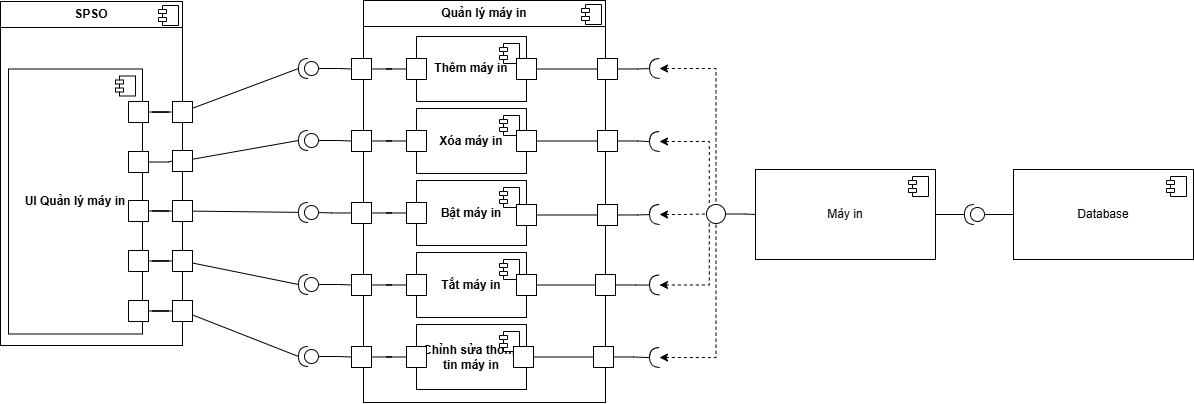 SPSO
Quản lý máy in
UI Quản lý máy in
Thêm máy in
Xóa máy in
Bật máy in
Tắt máy in
Chỉnh sửa thôn
tin máy in
Máy in
Database